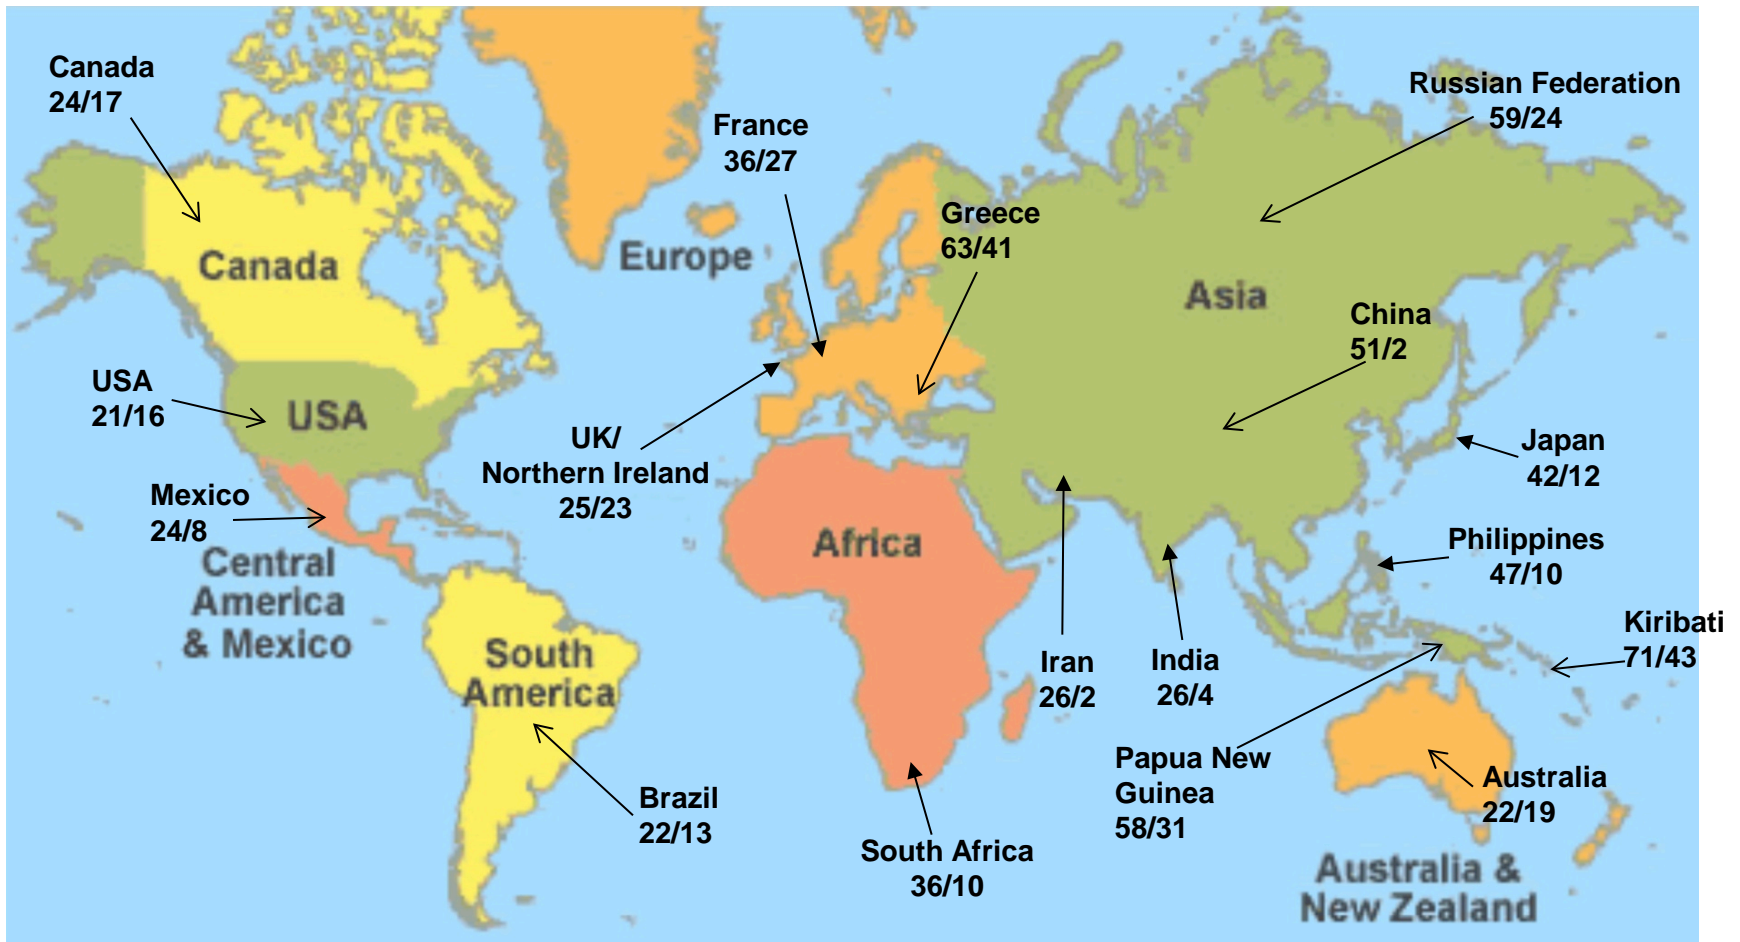 Canada
24/17
Russian Federation
59/24
France
36/27
Greece
63/41
Europe
Canada
Asia
China
51/2
USA
21/16
USA
UK/
Northern Ireland
25/23
Japan
42/12
Mexico
24/8
Africa
Philippines
47/10
Central
America
& Mexico
Kiribati
71/43
South
America
Iran
26/2
India
26/4
Papua New
Guinea
58/31
Australia
22/19
Brazil
22/13
South Africa
36/10
Australia &
New Zealand